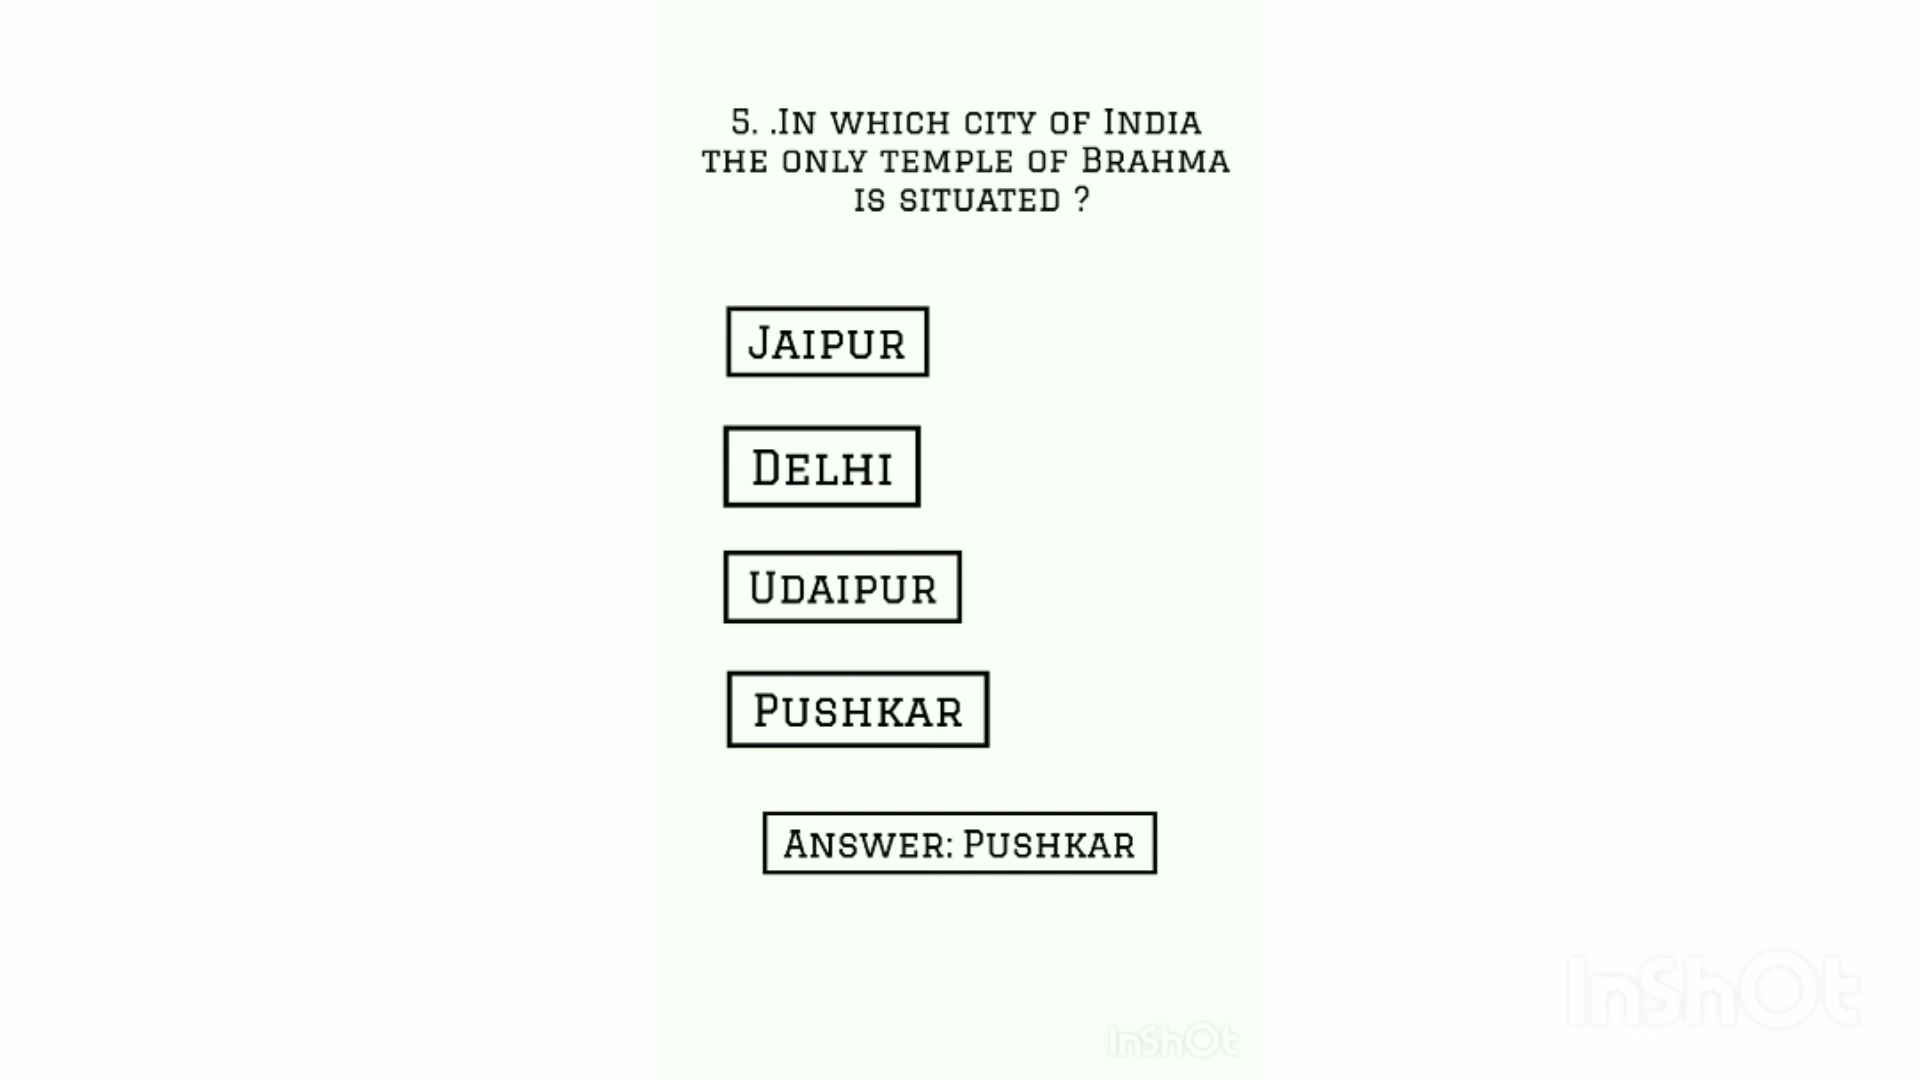 5. .In which city of India
the only temple of Brahma
is situated ?
Jaipur
Delhi
Udaipur
Pushkar
Answer: Pushkar
InShOt
InShOt